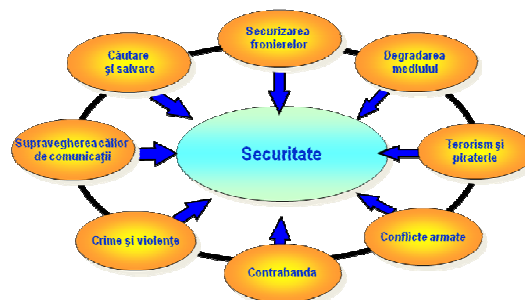 Securizarea
frontierelor
Căutare
și salvare
Degradarea
mediului
Supravegherea căilor
de comunicații
Securitate
Terorism și
piraterie
Crime și violențe
Conflicte armate
Contrabanda